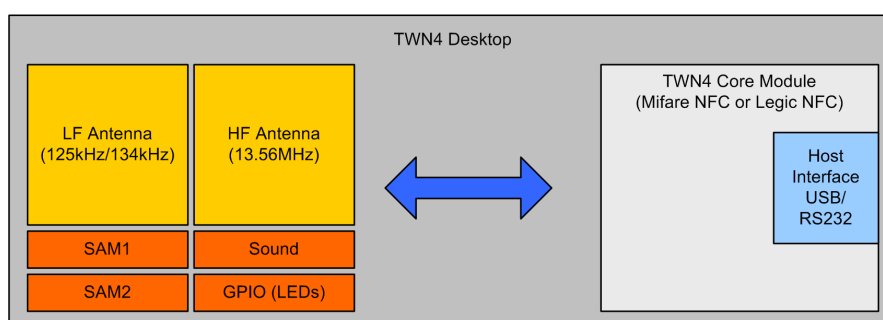 TWN4 Desktop
LF Antenna
(125kHz/134kHz)
HF Antenna
(13.56MHz)
SAM1
Sound
SAM2
GPIO (LEDs)
TWN4 Core Module
(Mifare NFC or Legic NFC)
Host
Interface
USB/
RS232